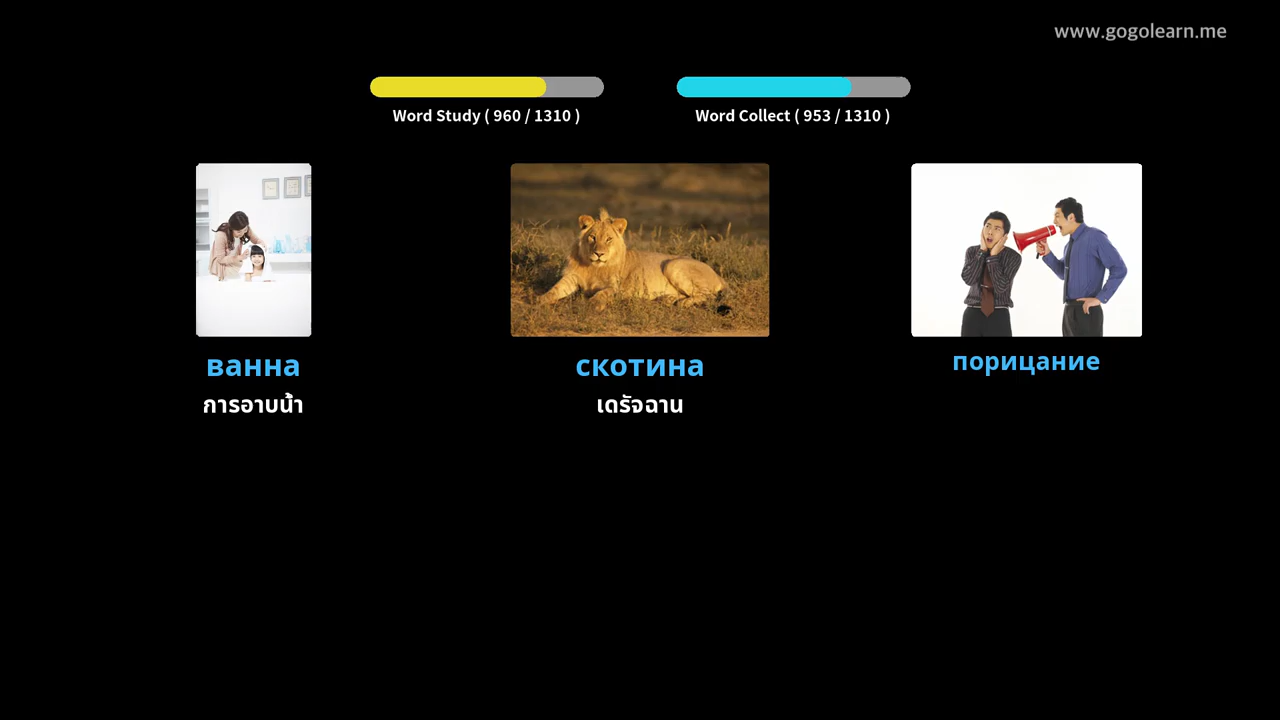 www.gogolearn.me
Word Study ( 960 / 1310 )
Word Collect ( 953 / 1310 )
ванна
การอาบน้ำ
скотина
เดรัจฉาน
порицание